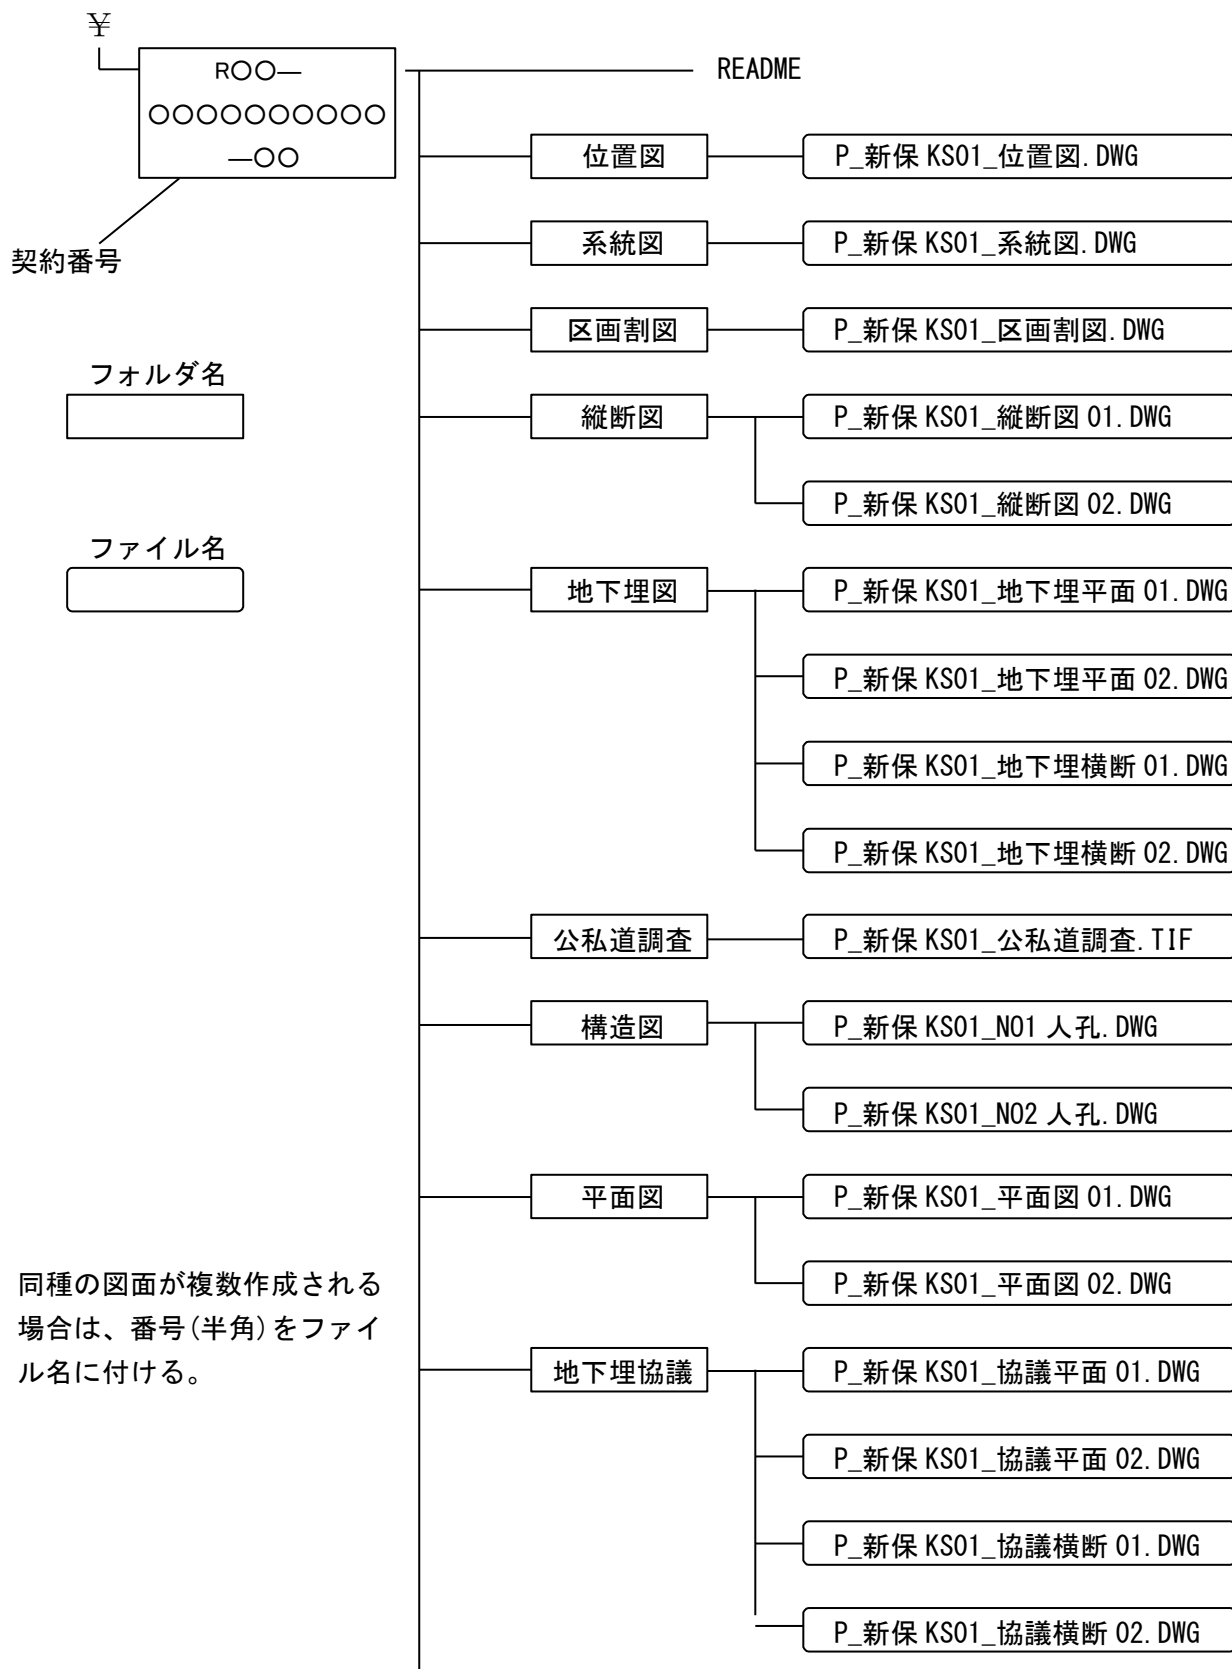 ¥
R〇〇―
〇〇〇〇〇〇〇〇〇〇
―〇〇
契約番号
フォルダ名
ファイル名
同種の図面が複数作成される
場合は、番号(半角)をファイ
ル名に付ける。
README
位置図 P_新保 KS01_位置図.DWG
系統図 P_新保 KS01_系統図.DWG
区画割図 P_新保 KS01_区画割図.DWG
縦断図 P_新保 KS01_縦断図 01.DWG
P_新保 KS01_縦断図 02.DWG
地下埋図 P_新保 KS01_地下埋平面 01.DWG
P_新保 KS01_地下埋平面 02.DWG
P_新保 KS01_地下埋横断 01.DWG
P_新保 KS01_地下埋横断 02.DWG
公私道調査 P_新保 KS01_公私道調査.TIF
構造図 P_新保 KS01_NO1 人孔.DWG
P_新保 KS01_NO2 人孔.DWG
平面図 P_新保 KS01_平面図 01.DWG
P_新保 KS01_平面図 02.DWG
地下埋協議 P_新保 KS01_協議平面 01.DWG
P_新保 KS01_協議平面 02.DWG
P_新保 KS01_協議横断 01.DWG
P_新保 KS01_協議横断 02.DWG